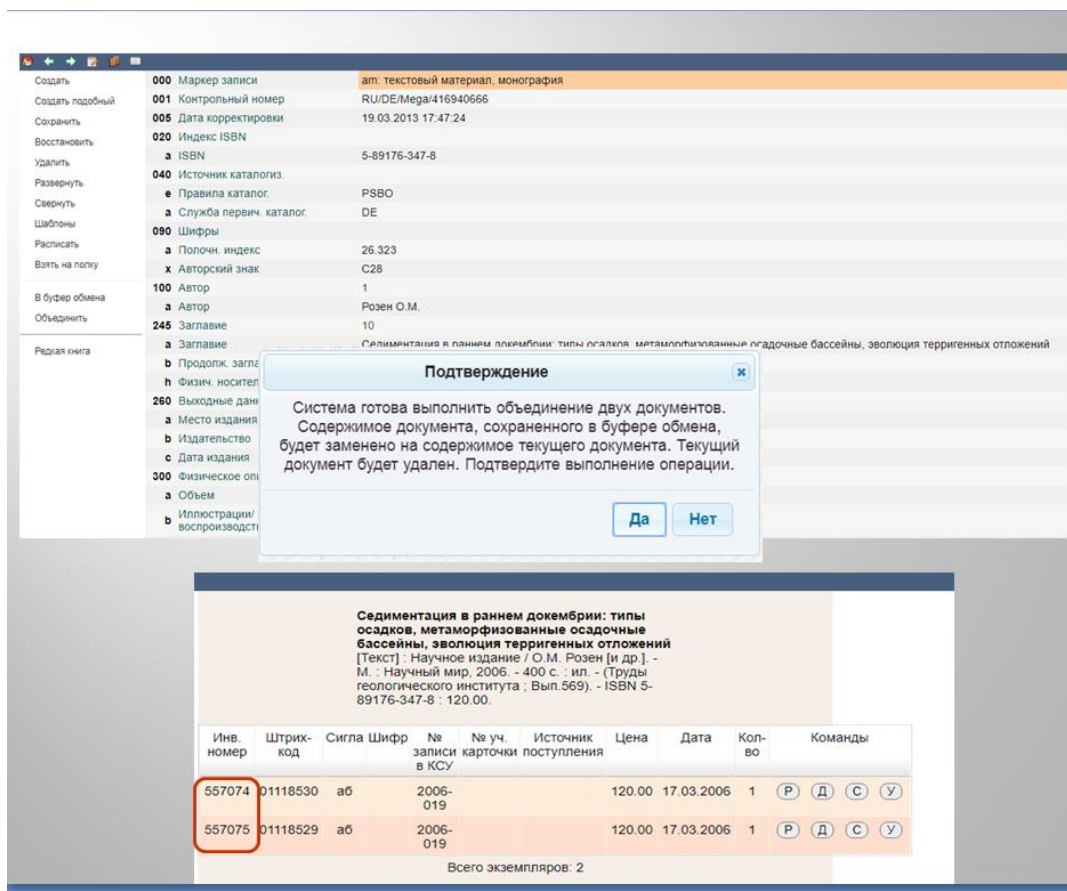 Создать
Создать подобный
Сохранить
Восстановить
Удалить
Развернуть
Свернуть
Шаблоны
Расписать
Взять на полку
В буфер обмена
Объединить
Редкая книга
000 Маркер записи am: текстовый материал, монография
001 Контрольный номер RU/DE/Mega/416940666
005 Дата корректировки 19.03.2013 17:47:24
020 Индекс ISBN
a ISBN 5-89176-347-8
040 Источник каталогиз.
e Правила каталог. PSBO
a Служба первич. каталог. DE
090 Шифры
a Полочн. индекс 26.323
x Авторский знак С28
100 Автор 1
a Автор Розен О.М.
245 Заглавие 10
a Заглавие Седиментация в раннем докембрии: типы осадков, метаморфизованные осадочные бассейны, эволюция терригенных отложений
b Продолж. загла
h Физич. носител
260 Выходные данн
a Место издания
b Издательство
c Дата издания
300 Физическое опи
a Объем
b Иллюстрации/
воспроизводст
Подтверждение
Система готова выполнить объединение двух документов.
Содержимое документа, сохраненного в буфере обмена,
будет заменено на содержимое текущего документа. Текущий
документ будет удален. Подтвердите выполнение операции.
Да Нет
Седиментация в раннем докембрии: типы
осадков, метаморфизованные осадочные
бассейны, эволюция терригенных отложений
[Текст] : Научное издание / О.М. Розен [и др.]. -
М. : Научный мир, 2006. - 400 с. : ил. - (Труды
геологического института ; Вып.569). - ISBN 5-
89176-347-8 : 120.00.
Инв. Штрих- Сигла Шифр № № уч. Источник Цена Дата Кол- Команды
номер код записи карточки поступления во
в КСУ
557074 01118530 аб 2006- 120.00 17.03.2006 1 Р Д С У
019
557075 01118529 аб 2006- 120.00 17.03.2006 1 Р Д С У
019
Всего экземпляров: 2